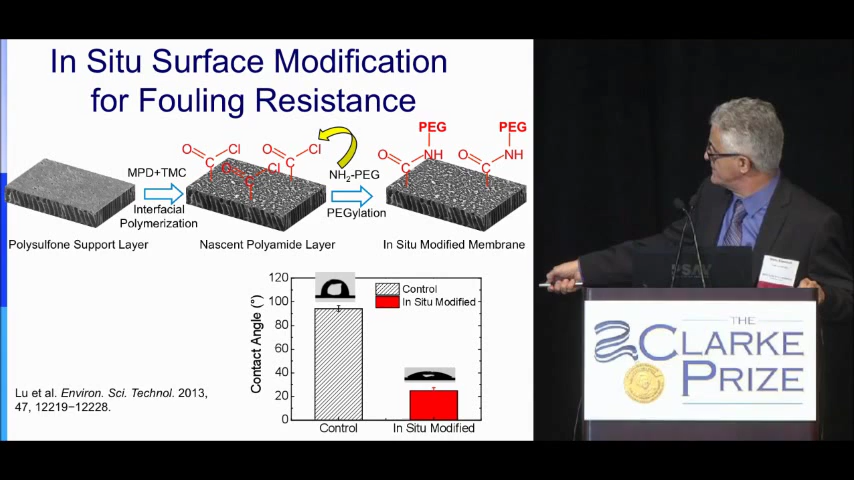 In Situ Surface Modification
for Fouling Resistance
PEG
PEG
O
Cl
C
O
Cl
C
O
Cl
C
O
NH
C
O
NH
C
MPD+TMC
NH2-PEG
Interfacial
Polymerization
PEGylation
Polysulfone Support Layer
Nascent Polyamide Layer
In Situ Modified Membrane
120
100
80
60
40
20
0
Contact Angle (°)
Control
In Situ Modified
Control
In Situ Modified
Lu et al. Environ. Sci. Technol. 2013,
47, 12219−12228.
THE
CLARKE
PRIZE